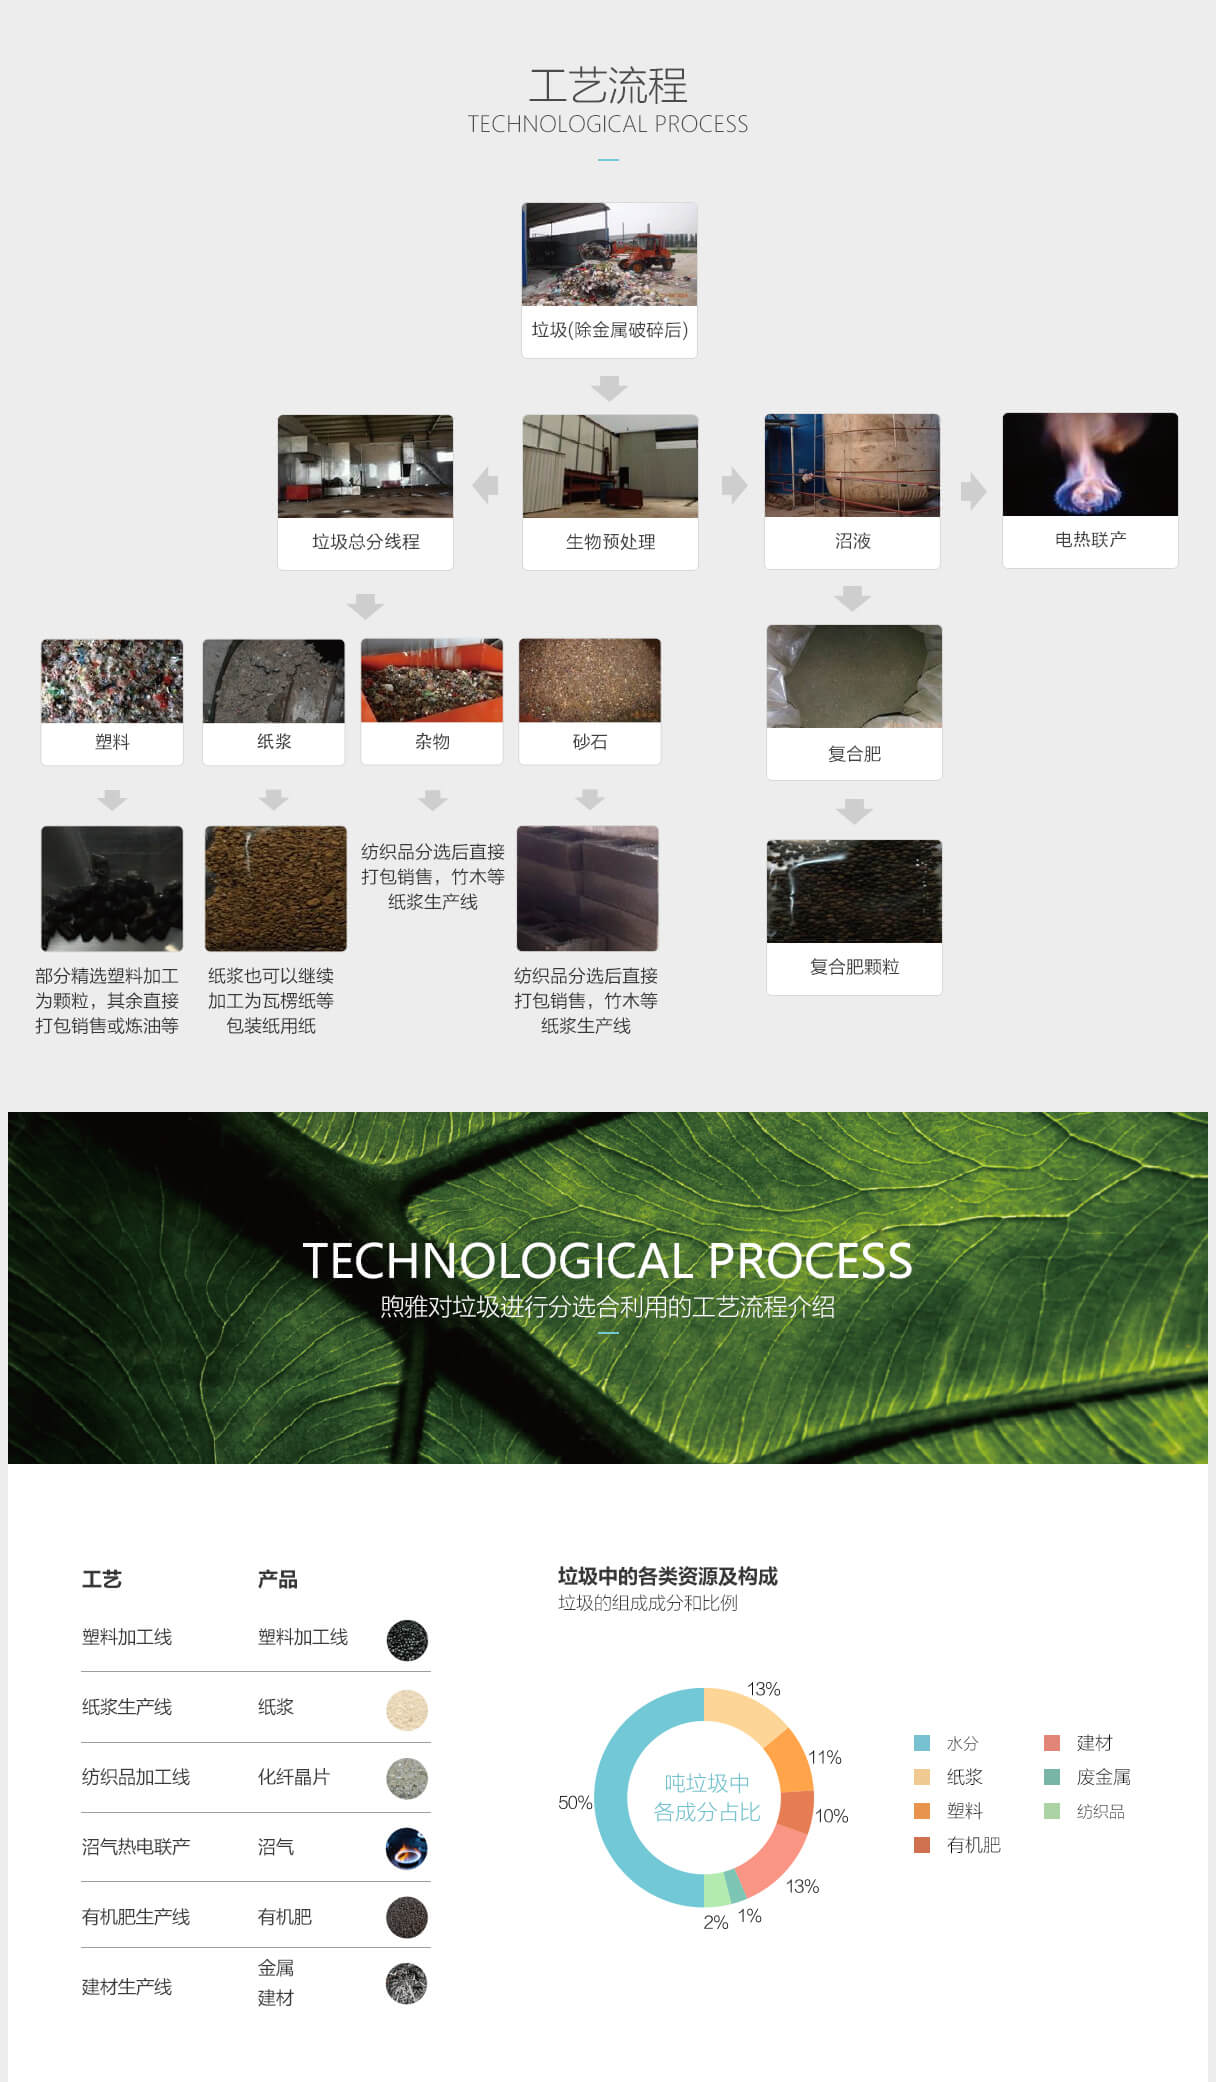 工艺流程
TECHNOLOGICAL PROCESS
垃圾(除金属破碎后)
垃圾总分线程
生物预处理
沼液
电热联产
塑料
纸浆
杂物
砂石
复合肥
纺织品分选后直接
打包销售，竹木等
纸浆生产线
复合肥颗粒
部分精选塑料加工
为颗粒，其余直接
打包销售或炼油等
纸浆也可以继续
加工为瓦楞纸等
包装纸用纸
纺织品分选后直接
打包销售，竹木等
纸浆生产线
TECHNOLOGICAL PROCESS
煦雅对垃圾进行分选合利用的工艺流程介绍
工艺 产品
塑料加工线 塑料加工线
纸浆生产线 纸浆
纺织品加工线 化纤晶片
沼气热电联产 沼气
有机肥生产线 有机肥
建材生产线 金属
建材
垃圾中的各类资源及构成
垃圾的组成成分和比例
13%
11%
10%
13%
1%
2%
50%
吨垃圾中
各成分占比
水分
纸浆
塑料
有机肥
建材
废金属
纺织品